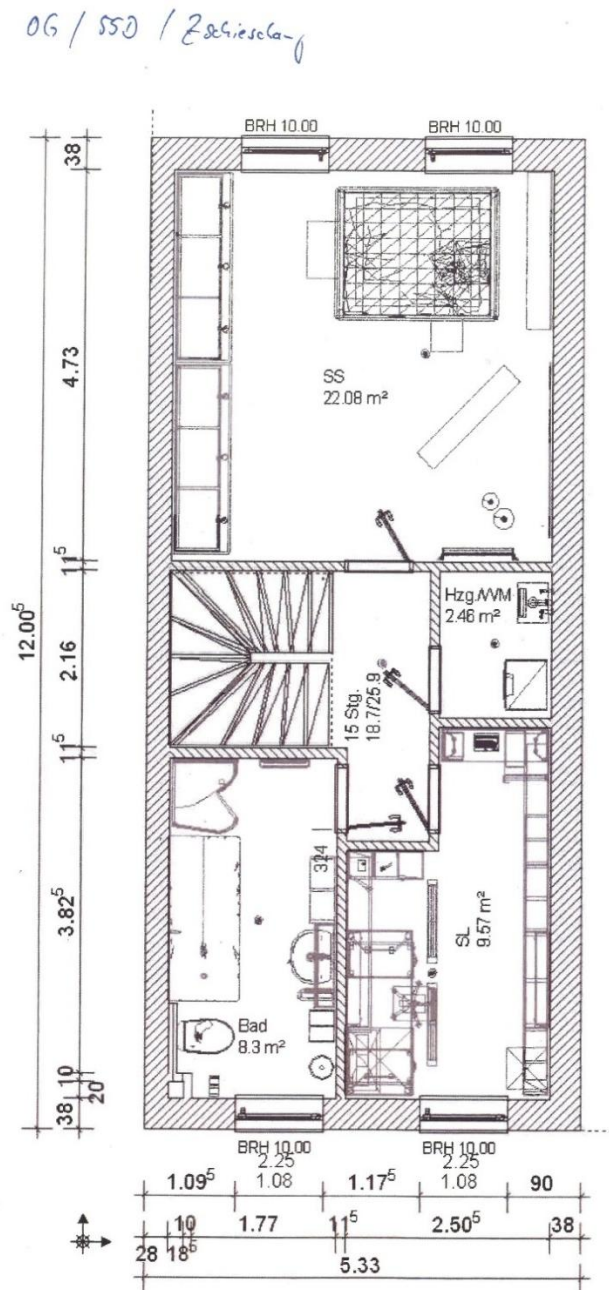 OG / SSD / Zschieschang
BRH 10.00
BRH 10.00
38
4.73
SS
22.08 m²
11⁵
Hzg./WM
2.46 m²
12.00⁵
2.16
15 Stg.
18.7/25.9
11⁵
3.82⁵
324
SL
9.57 m²
Bad
8.3 m²
10
20
38
BRH 10.00
2.25
BRH 10.00
2.25
1.09⁵
1.08
1.17⁵
1.08
90
10
1.77
11⁵
2.50⁵
38
28
18⁵
5.33